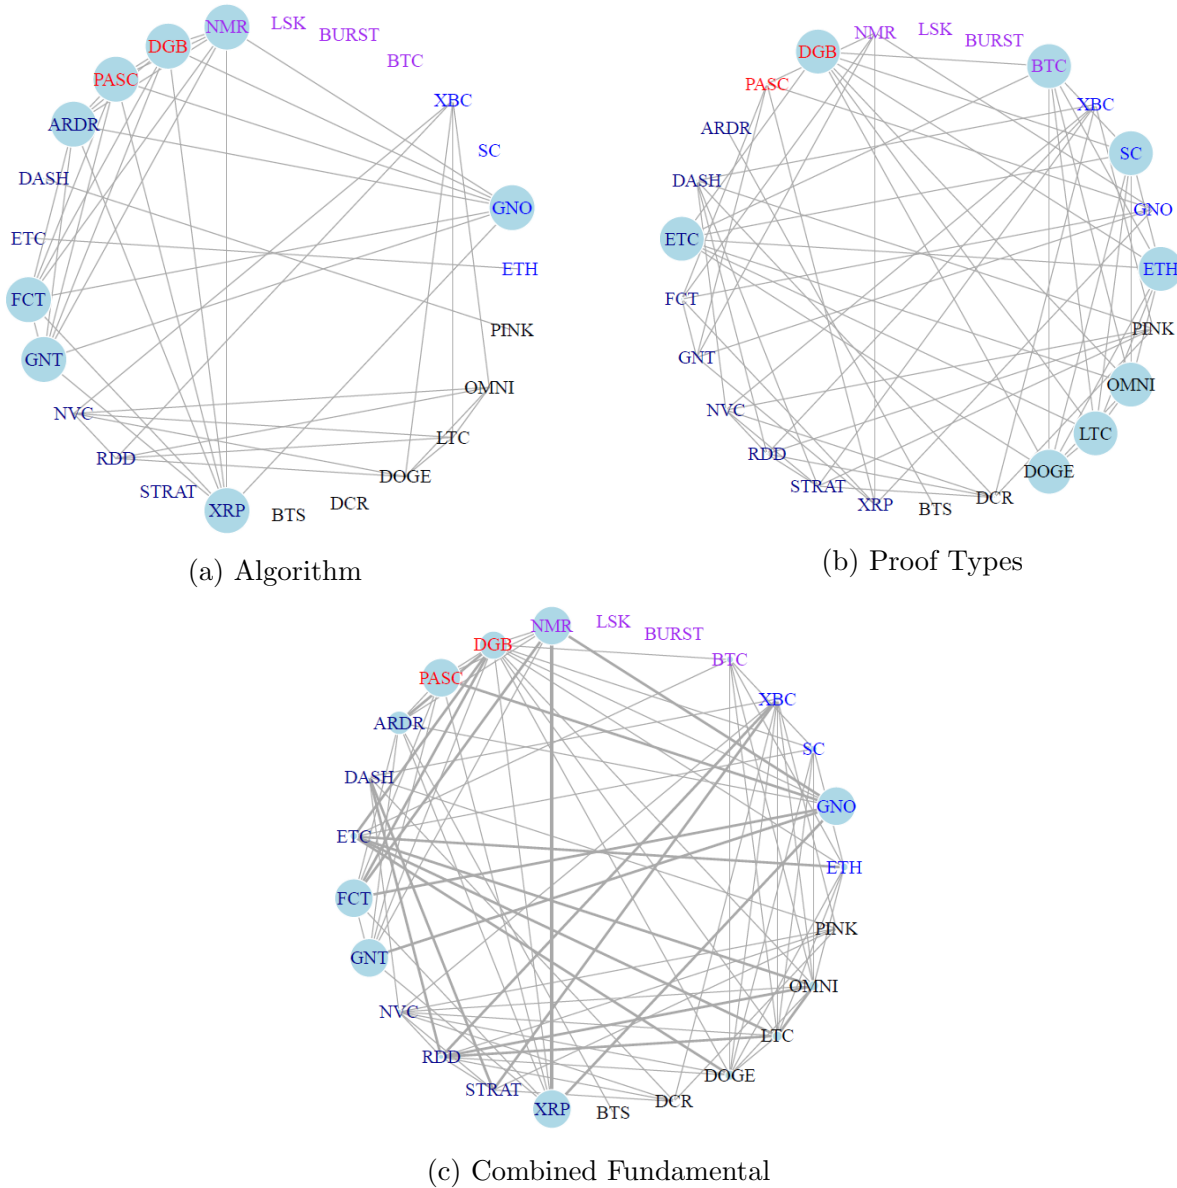 NMR
LSK
BURST
BTC
XBC
SC
GNO
ETH
PINK
OMNI
LTC
DOGE
DCR
BTS
XRP
STRAT
RDD
NVC
GNT
FCT
ETC
DASH
ARDR
PASC
DGB
(a) Algorithm
NMR
LSK
BURST
BTC
XBC
SC
GNO
ETH
PINK
OMNI
LTC
DOGE
DCR
BTS
XRP
STRAT
RDD
NVC
GNT
FCT
ETC
DASH
ARDR
PASC
DGB
(b) Proof Types
NMR
LSK
BURST
BTC
XBC
SC
GNO
ETH
PINK
OMNI
LTC
DOGE
DCR
BTS
XRP
STRAT
RDD
NVC
GNT
FCT
ETC
DASH
ARDR
PASC
DGB
(c) Combined Fundamental